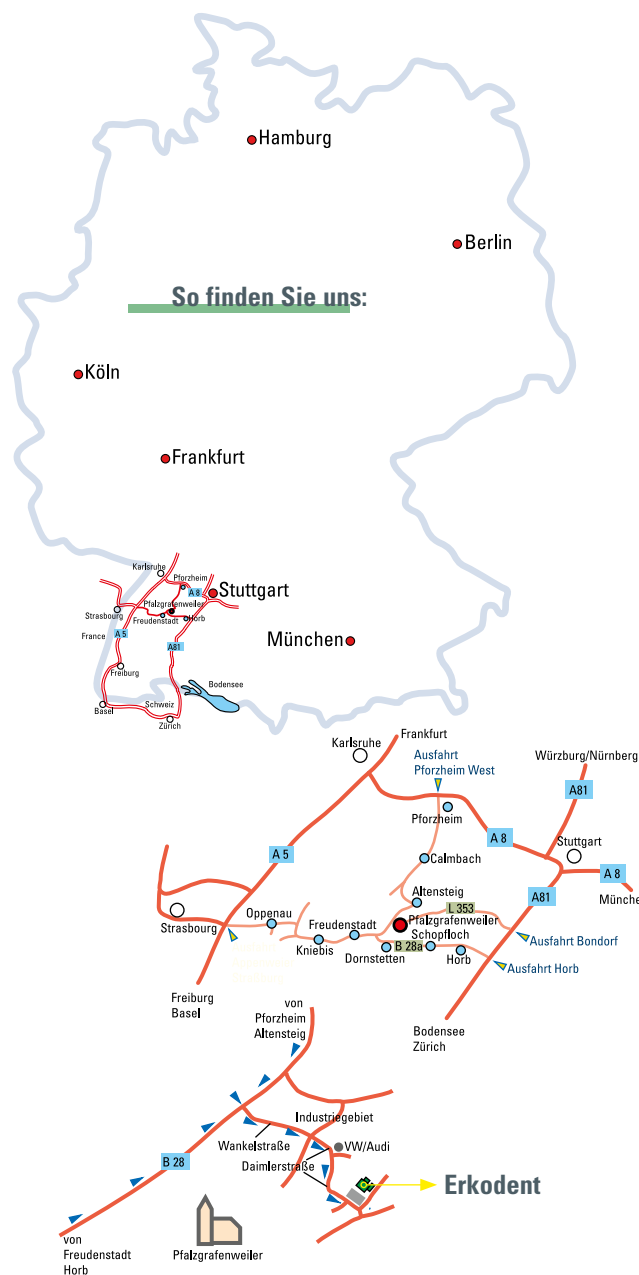 Hamburg
Berlin
So finden Sie uns:
Köln
Frankfurt
Karlsruhe
Pforzheim
A 8
Stuttgart
Pfalzgrafenweiler
Strasbourg
Freudenstadt
Horb
France
A 5
A81
München
Freiburg
Bodensee
Basel
Schweiz
Zürich
Frankfurt
Karlsruhe
Ausfahrt
Pforzheim West
Würzburg/Nürnberg
A81
Pforzheim
A 8
Stuttgart
A 5
Calmbach
A 8
Altensteig
A81
Münche
L 353
Oppenau
Pfalzgrafenweiler
Freudenstadt
Schopfloch
Strasbourg
Ausfahrt Bondorf
Kniebis
B 28a
Dornstetten
Horb
Ausfahrt Horb
Freiburg
Basel
Bodensee
Zürich
von
Pforzheim
Altensteig
Industriegebiet
Wankelstraße
VW/Audi
B 28
Daimlerstraße
Erkodent
von
Freudenstadt
Horb
Pfalzgrafenweiler